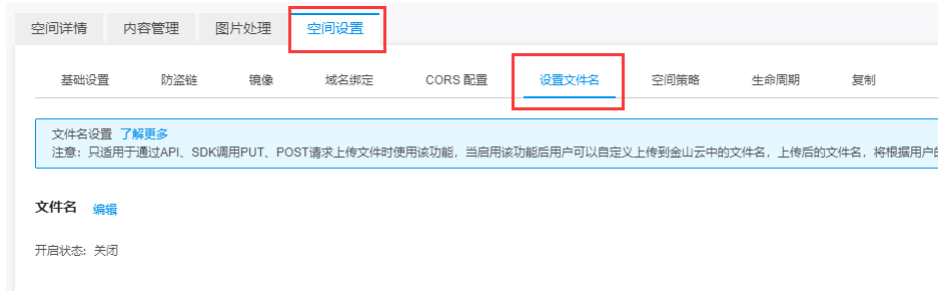 空间详情 内容管理 图片处理 空间设置
基础设置 防盗链 镜像 域名绑定 CORS 配置 设置文件名 空间策略 生命周期 复制
文件名设置 了解更多
注意：只适用于通过API、SDK调用PUT、POST请求上传文件时使用该功能，当启用该功能后用户可以自定义上传到金山云中的文件名，上传后的文件名，将根据用户的
文件名 编辑
开启状态: 关闭